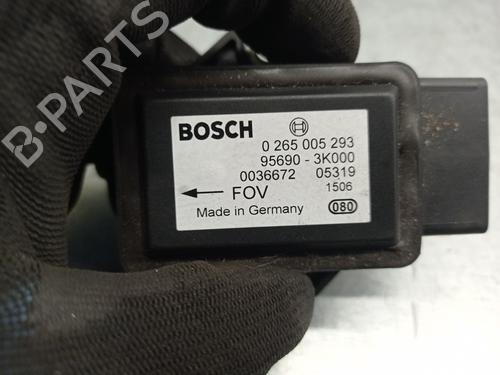 BOSCH
0 265 005 293
95690 - 3K000
0036672 05319
FOV 1506
Made in Germany 080
B-PARTS